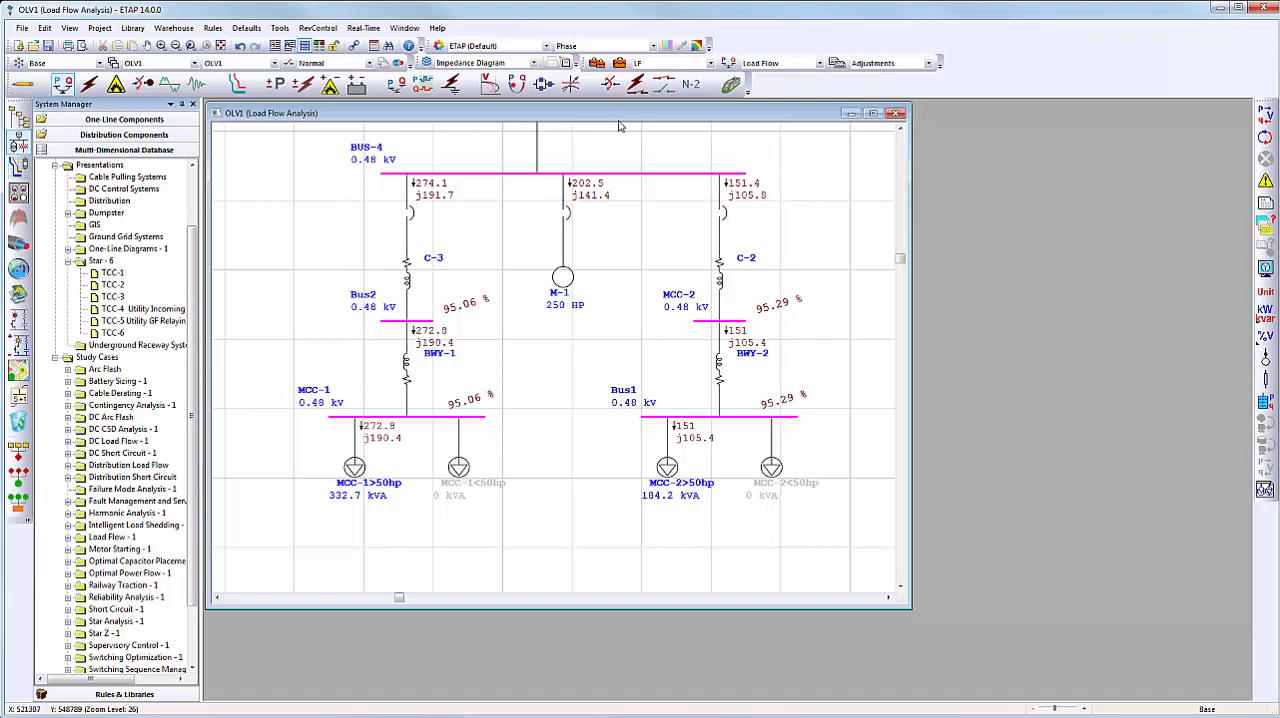 OLV1 (Load Flow Analysis) - ETAP 14.0.0
File Edit View Project Library Warehouse Rules Defaults Tools RevControl Real-Time Window Help
ETAP (Default) Phase
Base OLV1 OLV1 Normal Impedance Diagram LF Load Flow Adjustments
P N-2
System Manager
One-Line Components
Distribution Components
Multi-Dimensional Database
Presentations
Cable Pulling Systems
DC Control Systems
Distribution
Dumpster
GIS
Ground Grid Systems
One-Line Diagrams - 1
Star - 6
TCC-1
TCC-2
TCC-3
TCC-4 Utility Incoming
TCC-5 Utility GF Relayin
TCC-6
Underground Raceway Syst
Study Cases
Arc Flash
Battery Sizing - 1
Cable Derating - 1
Contingency Analysis - 1
DC Arc Flash
DC CSD Analysis - 1
DC Load Flow - 1
DC Short Circuit - 1
Distribution Load Flow
Distribution Short Circuit
Failure Mode Analysis - 1
Fault Management and Serv
Harmonic Analysis - 1
Intelligent Load Shedding -
Load Flow - 1
Motor Starting - 1
Optimal Capacitor Placeme
Optimal Power Flow - 1
Railway Traction - 1
Reliability Analysis - 1
Short Circuit - 1
Star Analysis - 1
Star Z - 1
Supervisory Control - 1
Switching Optimization - 1
Switching Sequence Manag
Rules & Libraries
OLV1 (Load Flow Analysis)
BUS-4
0.48 kV
274.1
j191.7
202.5
j141.4
151.4
j105.8
C-3
C-2
M-1
250 HP
Bus2
0.48 kV
95.06 %
MCC-2
0.48 kV
95.29 %
272.8
j190.4
BWY-1
151
j105.4
BWY-2
MCC-1
0.48 kV
95.06 %
Bus1
0.48 kV
95.29 %
272.8
j190.4
151
j105.4
MCC-1>50hp
332.7 kVA
MCC-1<50hp
0 kVA
MCC-2>50hp
184.2 kVA
MCC-2<50hp
0 kVA
Unit
kW
kvar
%V
X: 521307 Y: 548789 (Zoom Level: 26)
Base